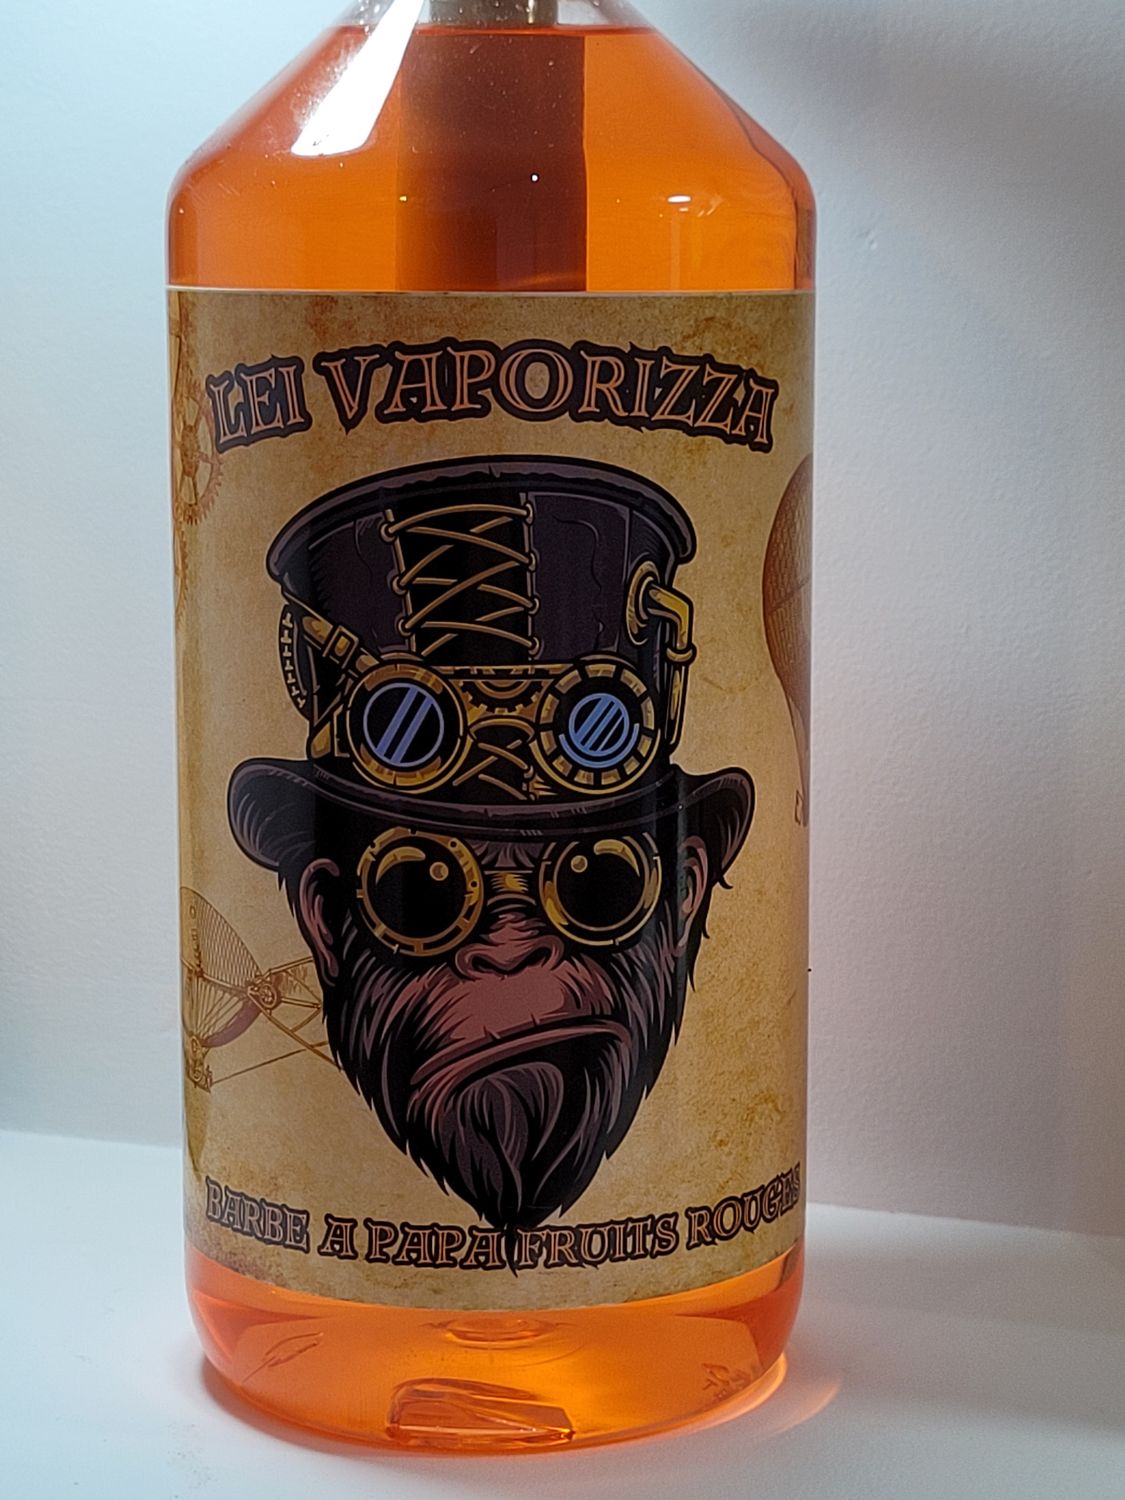 LEI VAPORIZZA
BARBE A PAPA FRUITS ROUGES